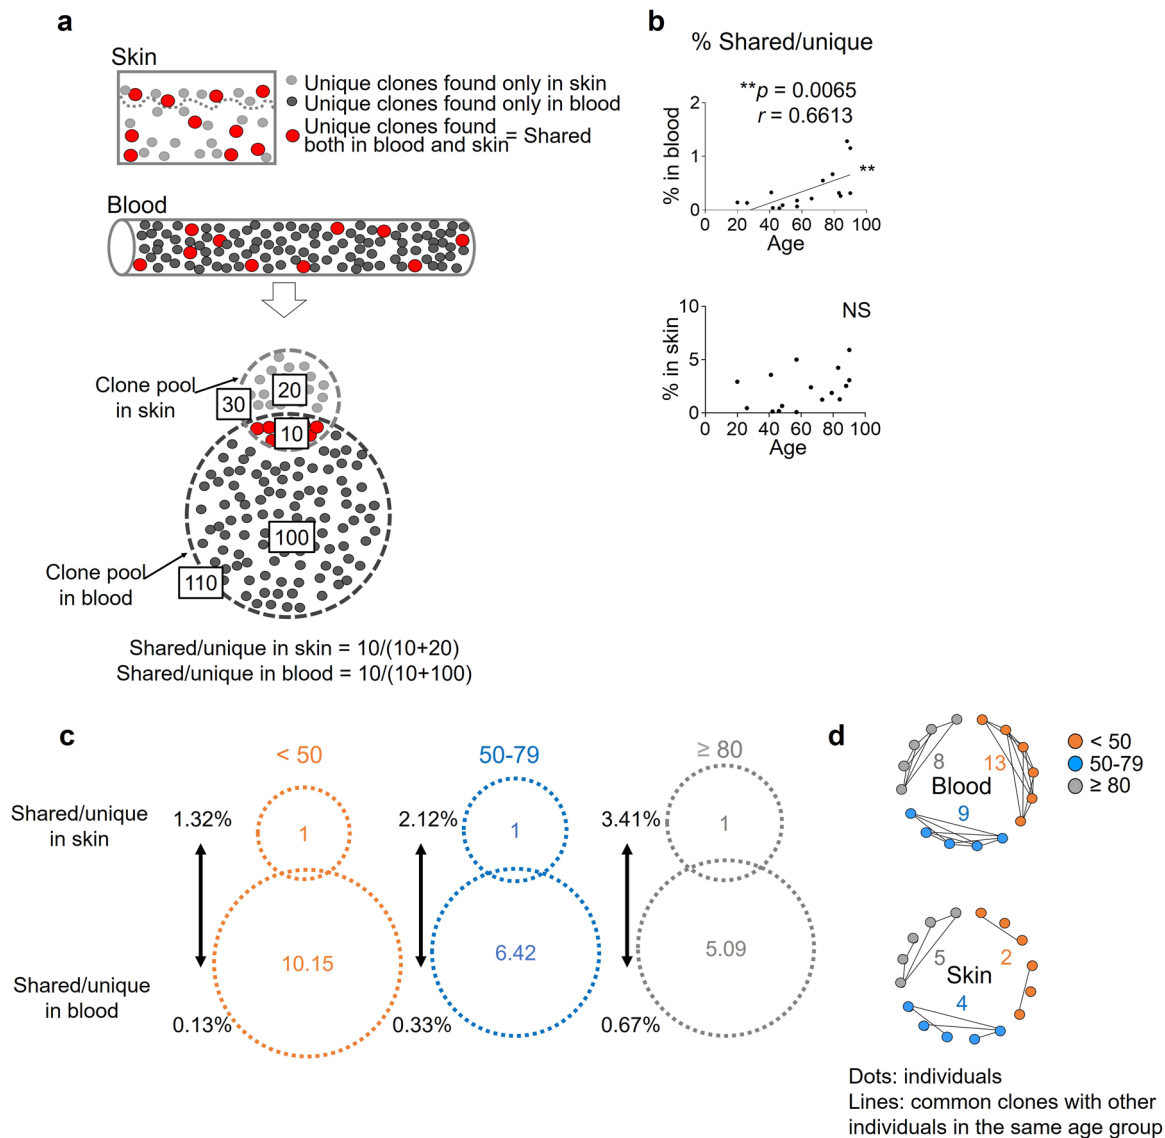 a
Skin
Unique clones found only in skin
Unique clones found only in blood
Unique clones found
both in blood and skin = Shared
Blood
Clone pool
in skin
20
30
10
100
Clone pool
in blood
110
Shared/unique in skin = 10/(10+20)
Shared/unique in blood = 10/(10+100)
b
% Shared/unique
**p = 0.0065
r = 0.6613
% in blood
2
1
0
**
0 20 40 60 80 100
Age
% in skin
10
5
0
NS
0 20 40 60 80 100
Age
c
< 50
50-79
≥ 80
Shared/unique
in skin
1.32%
1
2.12%
1
3.41%
1
10.15
6.42
5.09
Shared/unique
in blood
0.13%
0.33%
0.67%
d
8
13
Blood
9
< 50
50-79
≥ 80
5
2
Skin
4
Dots: individuals
Lines: common clones with other
individuals in the same age group